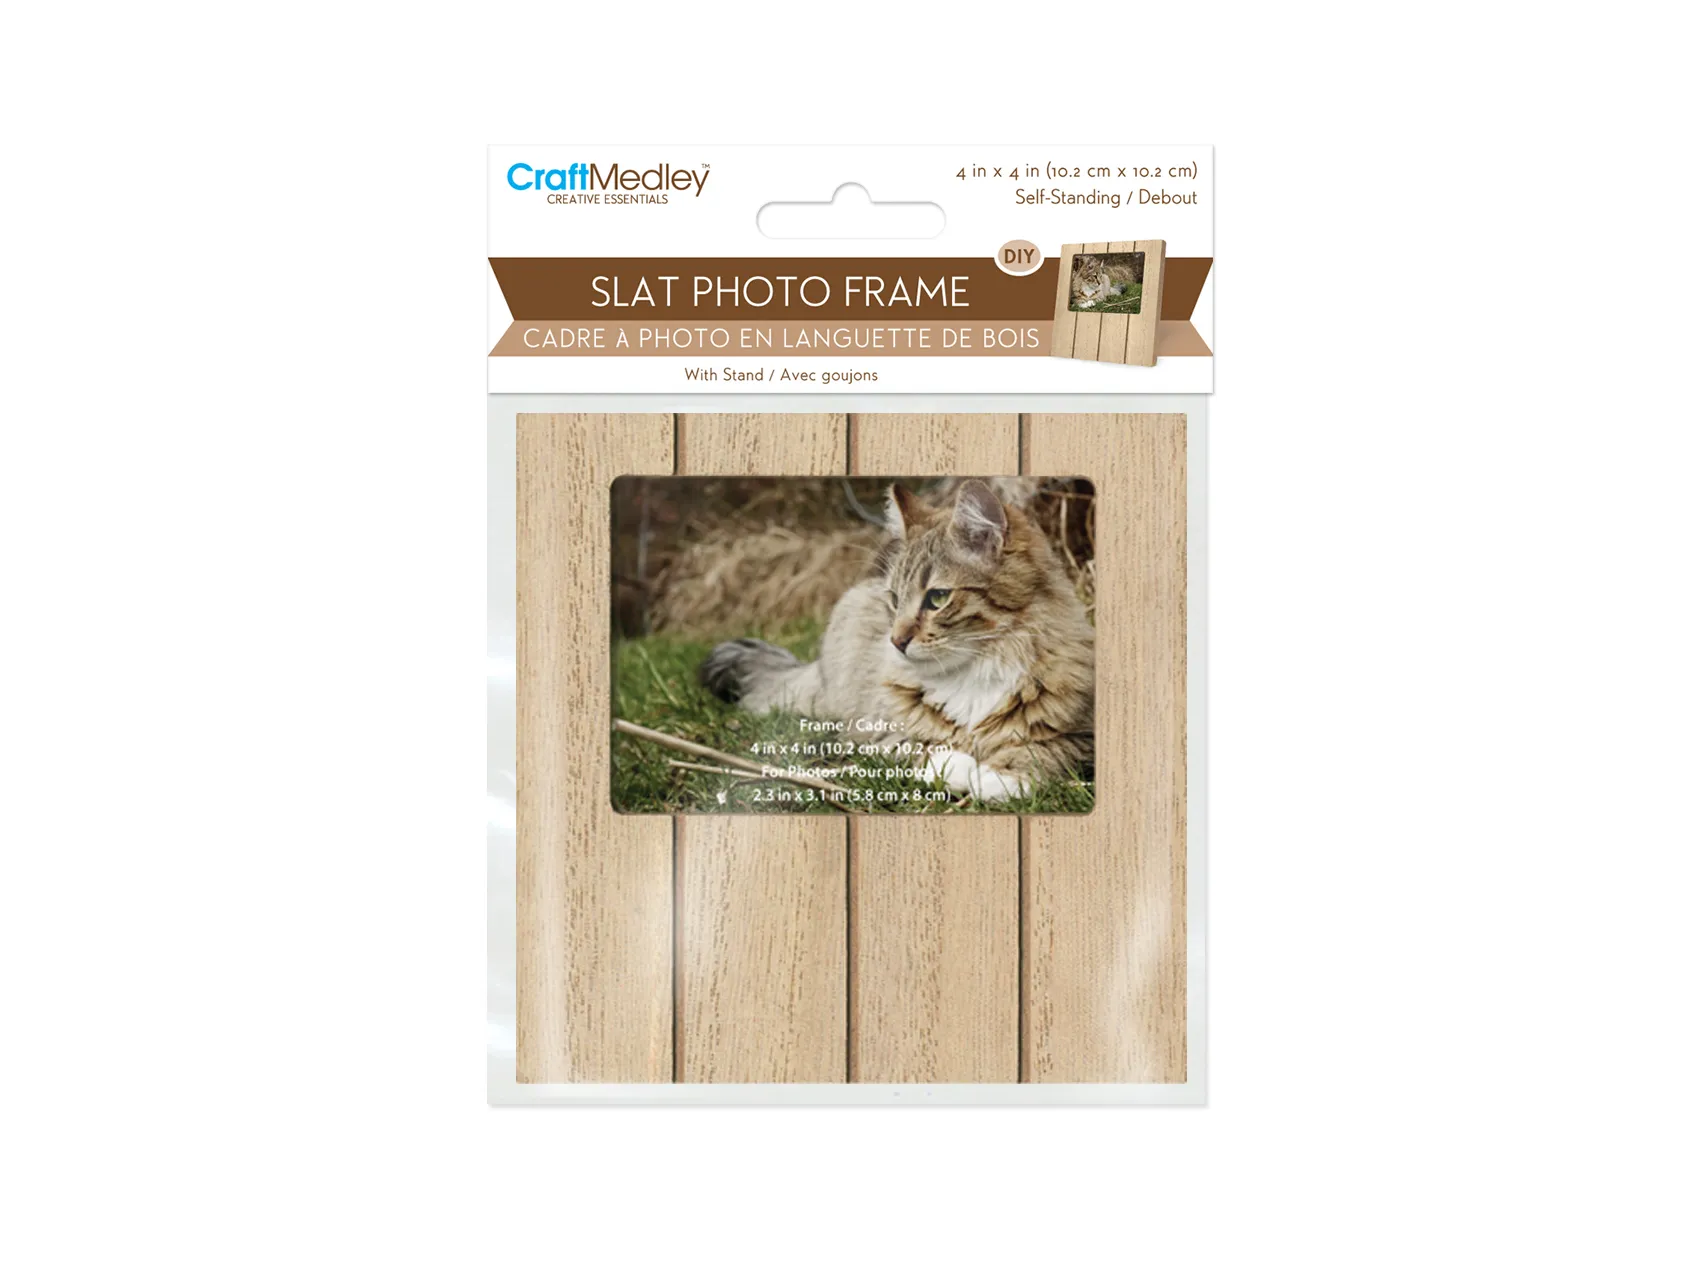 CraftMedley™
CREATIVE ESSENTIALS
4 in x 4 in (10.2 cm x 10.2 cm)
Self-Standing / Debout
DIY
SLAT PHOTO FRAME
CADRE À PHOTO EN LANGUETTE DE BOIS
With Stand / Avec goujons
Frame / Cadre :
4 in x 4 in (10.2 cm x 10.2 cm)
For Photos / Pour photos :
2.3 in x 3.1 in (5.8 cm x 8 cm)